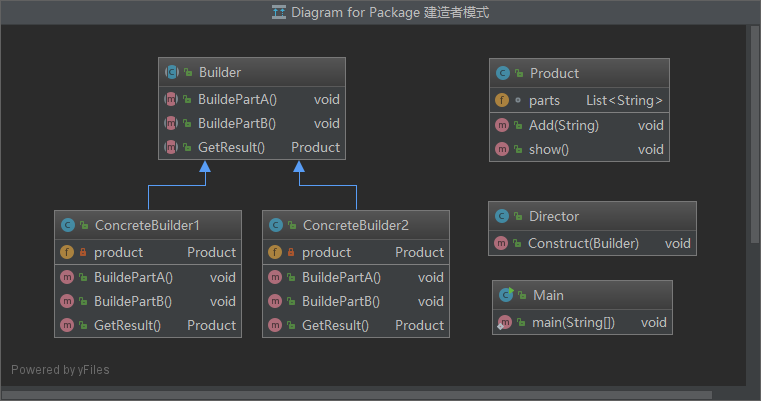 Diagram for Package 建造者模式
Builder
BuildePartA() void
BuildePartB() void
GetResult() Product
Product
parts List<String>
Add(String) void
show() void
ConcreteBuilder1
product Product
BuildePartA() void
BuildePartB() void
GetResult() Product
ConcreteBuilder2
product Product
BuildePartA() void
BuildePartB() void
GetResult() Product
Director
Construct(Builder) void
Main
main(String[]) void
Powered by yFiles